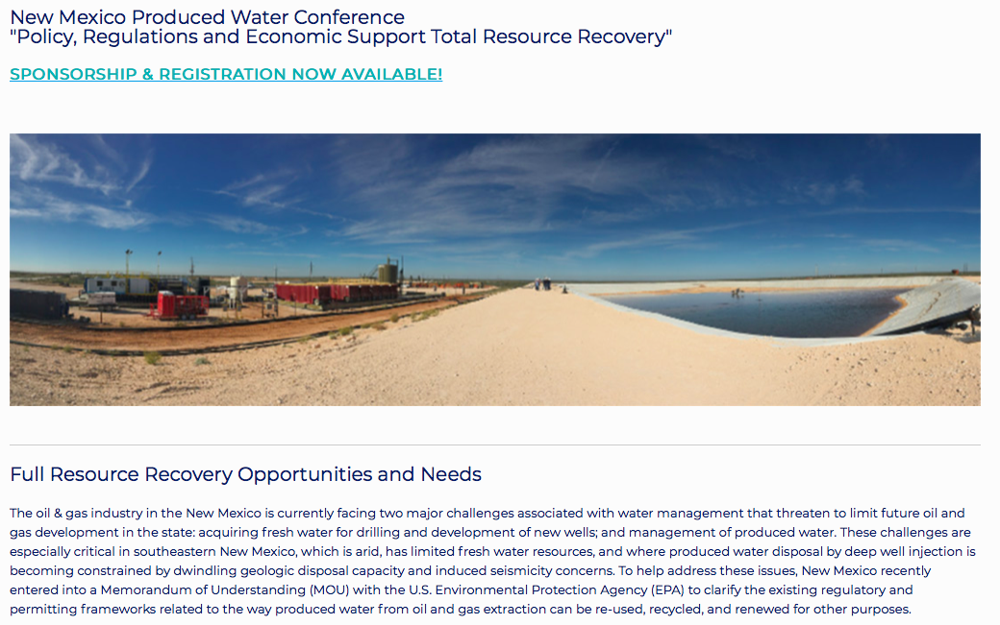 New Mexico Produced Water Conference
"Policy, Regulations and Economic Support Total Resource Recovery"
SPONSORSHIP & REGISTRATION NOW AVAILABLE!
Full Resource Recovery Opportunities and Needs
The oil & gas industry in the New Mexico is currently facing two major challenges associated with water management that threaten to limit future oil and
gas development in the state: acquiring fresh water for drilling and development of new wells; and management of produced water. These challenges are
especially critical in southeastern New Mexico, which is arid, has limited fresh water resources, and where produced water disposal by deep well injection is
becoming constrained by dwindling geologic disposal capacity and induced seismicity concerns. To help address these issues, New Mexico recently
entered into a Memorandum of Understanding (MOU) with the U.S. Environmental Protection Agency (EPA) to clarify the existing regulatory and
permitting frameworks related to the way produced water from oil and gas extraction can be re-used, recycled, and renewed for other purposes.